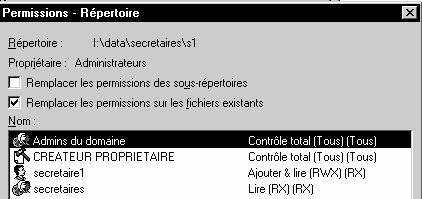 Permissions - Répertoire
Répertoire : I:\data\secretaires\s1
Propriétaire : Administrateurs
Remplacer les permissions des sous-répertoires
Remplacer les permissions sur les fichiers existants
Nom :
Admins du domaine Contrôle total (Tous) (Tous)
CREATEUR PROPRIETAIRE Contrôle total (Tous) (Tous)
secretaire1 Ajouter & lire (RWX) (RX)
secretaires Lire (RX) (RX)